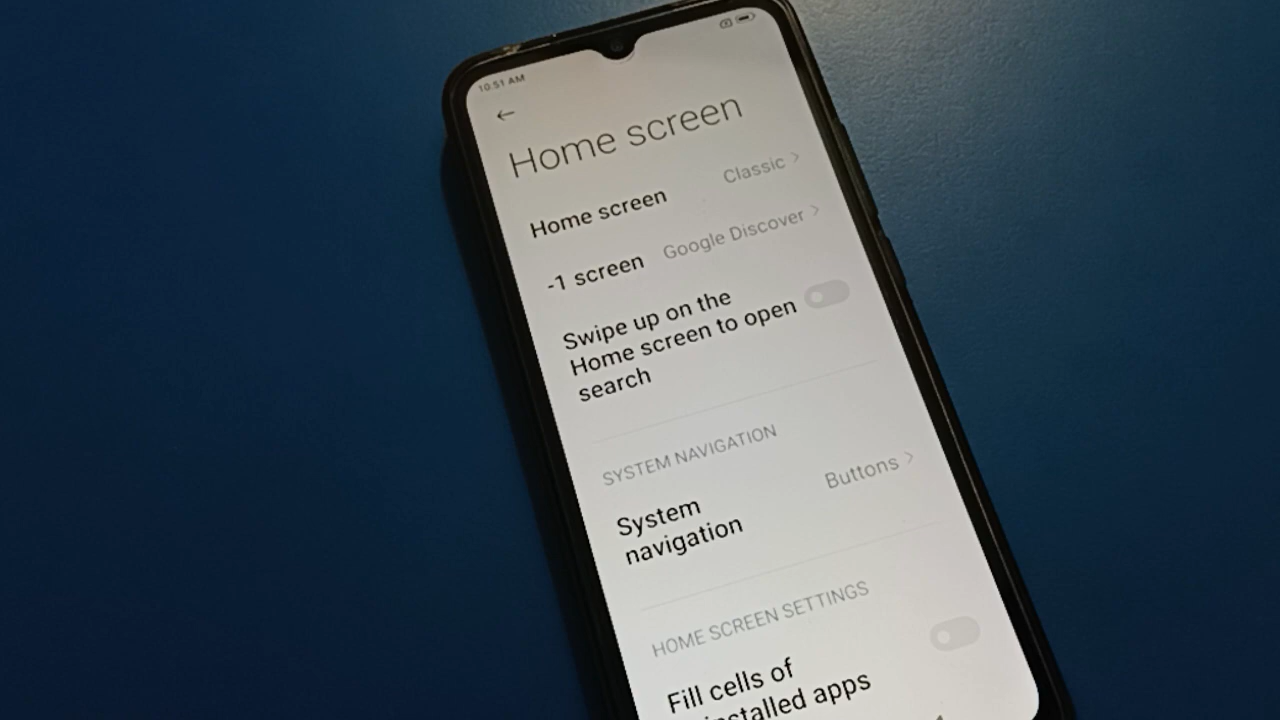 10:51 AM
Home screen
Home screen Classic
-1 screen Google Discover
Swipe up on the
Home screen to open
search
SYSTEM NAVIGATION
System
navigation
Buttons
HOME SCREEN SETTINGS
Fill cells of
apps